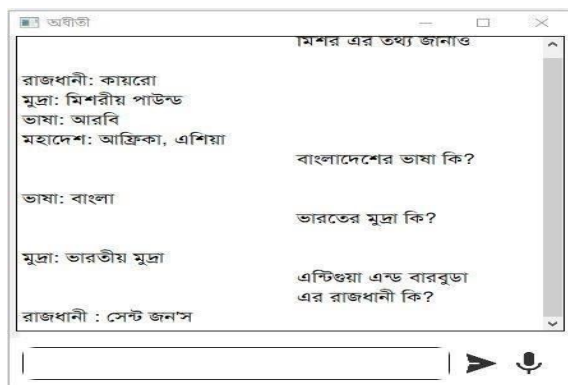 অধীতী
মিশর এর তথ্য জানাও
রাজধানী: কায়রো
মুদ্রা: মিশরীয় পাউন্ড
ভাষা: আরবি
মহাদেশ: আফ্রিকা, এশিয়া
বাংলাদেশের ভাষা কি?
ভাষা: বাংলা
ভারতের মুদ্রা কি?
মুদ্রা: ভারতীয় মুদ্রা
এন্টিগুয়া এন্ড বারবুডা
এর রাজধানী কি?
রাজধানী : সেন্ট জন'স